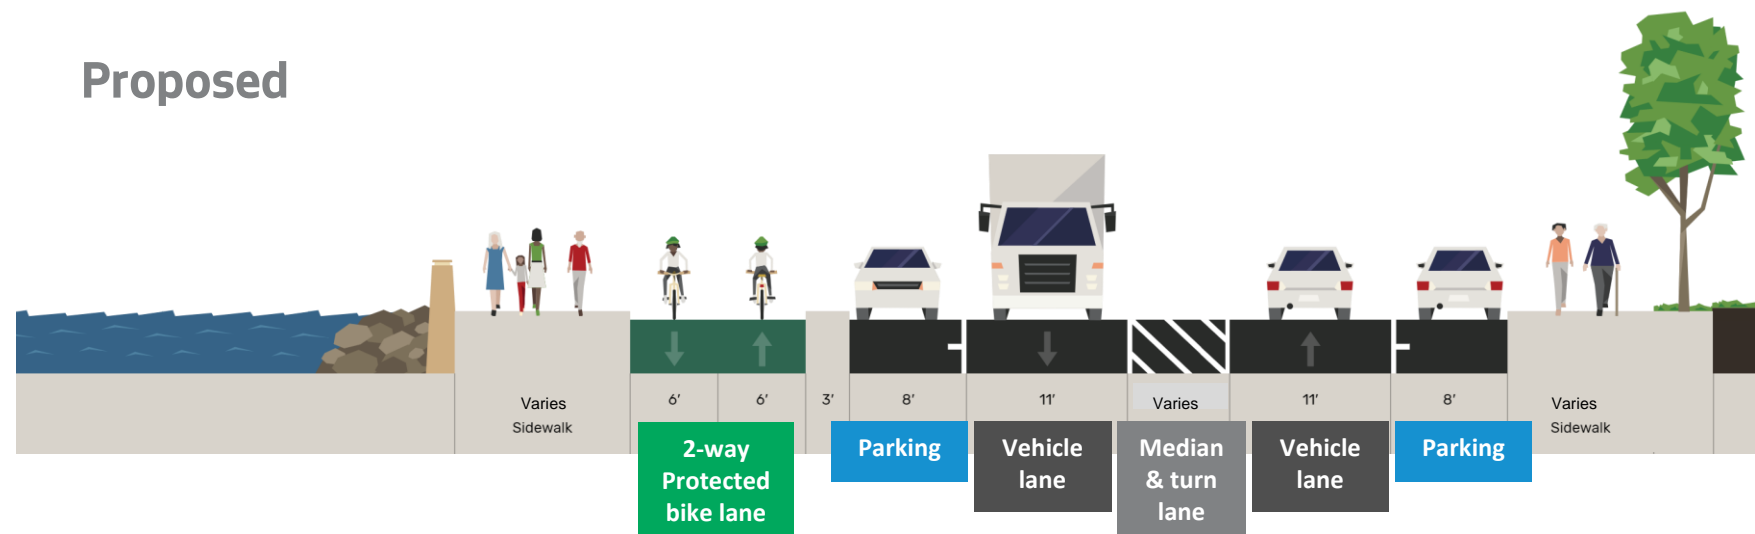 Proposed
Varies
Sidewalk
6′
6′
3′
8′
11′
Varies
11′
8′
Varies
Sidewalk
2-way
Protected
bike lane
Parking
Vehicle
lane
Median
& turn
lane
Vehicle
lane
Parking